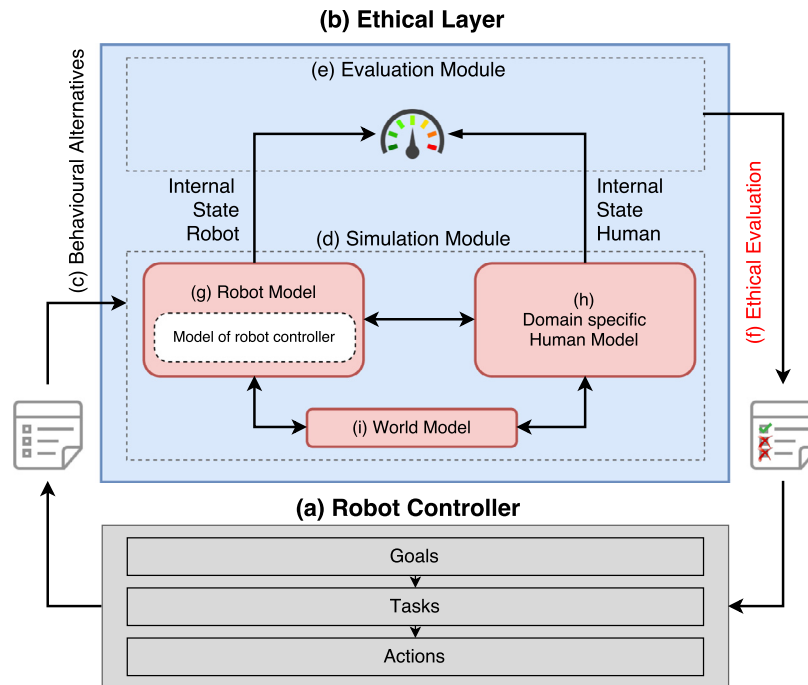 (b) Ethical Layer
(e) Evaluation Module
(c) Behavioural Alternatives
Internal
State
Robot
Internal
State
Human
(f) Ethical Evaluation
(d) Simulation Module
(g) Robot Model
Model of robot controller
(h)
Domain specific
Human Model
(i) World Model
(a) Robot Controller
Goals
Tasks
Actions